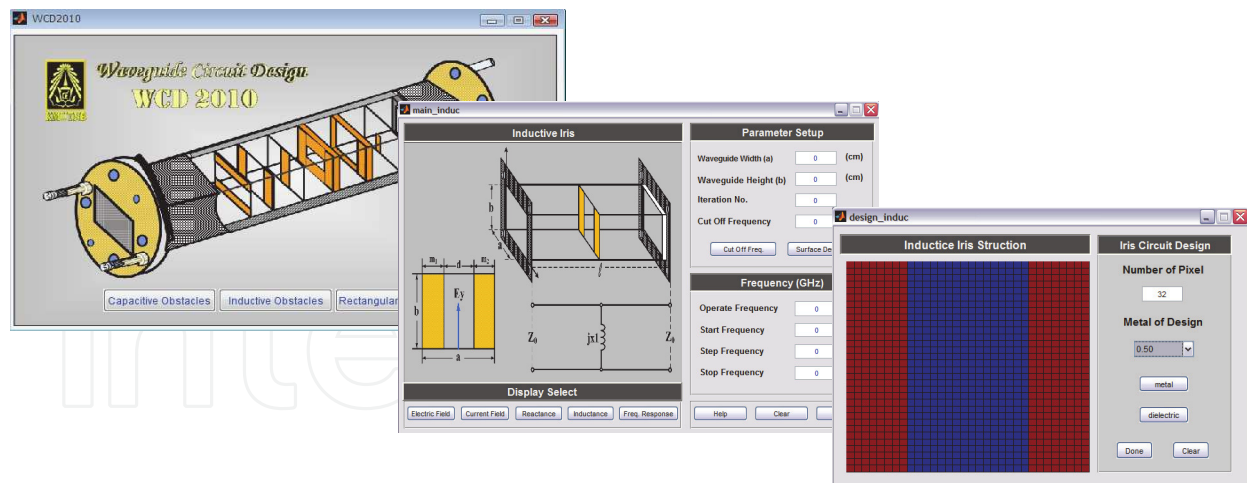 WCD2010
Waveguide Circuit Design
WCD 2010
Capacitive Obstacles
Inductive Obstacles
Rectangular
main_induc
Inductive Iris
b
a
l
m1 d m2
b
Ey
a
Z0
jx1
Z0
Display Select
Electric Field
Current Field
Reactance
Inductance
Freq. Response
Parameter Setup
Waveguide Width (a) 0 (cm)
Waveguide Height (b) 0 (cm)
Iteration No. 0
Cut Off Frequency 0
Cut Off Freq.
Surface De
Frequency (GHz)
Operate Frequency 0
Start Frequency 0
Step Frequency 0
Stop Frequency 0
Help
Clear
design_induc
Inductice Iris Struction
Iris Circuit Design
Number of Pixel
32
Metal of Design
0.50
metal
dielectric
Done
Clear